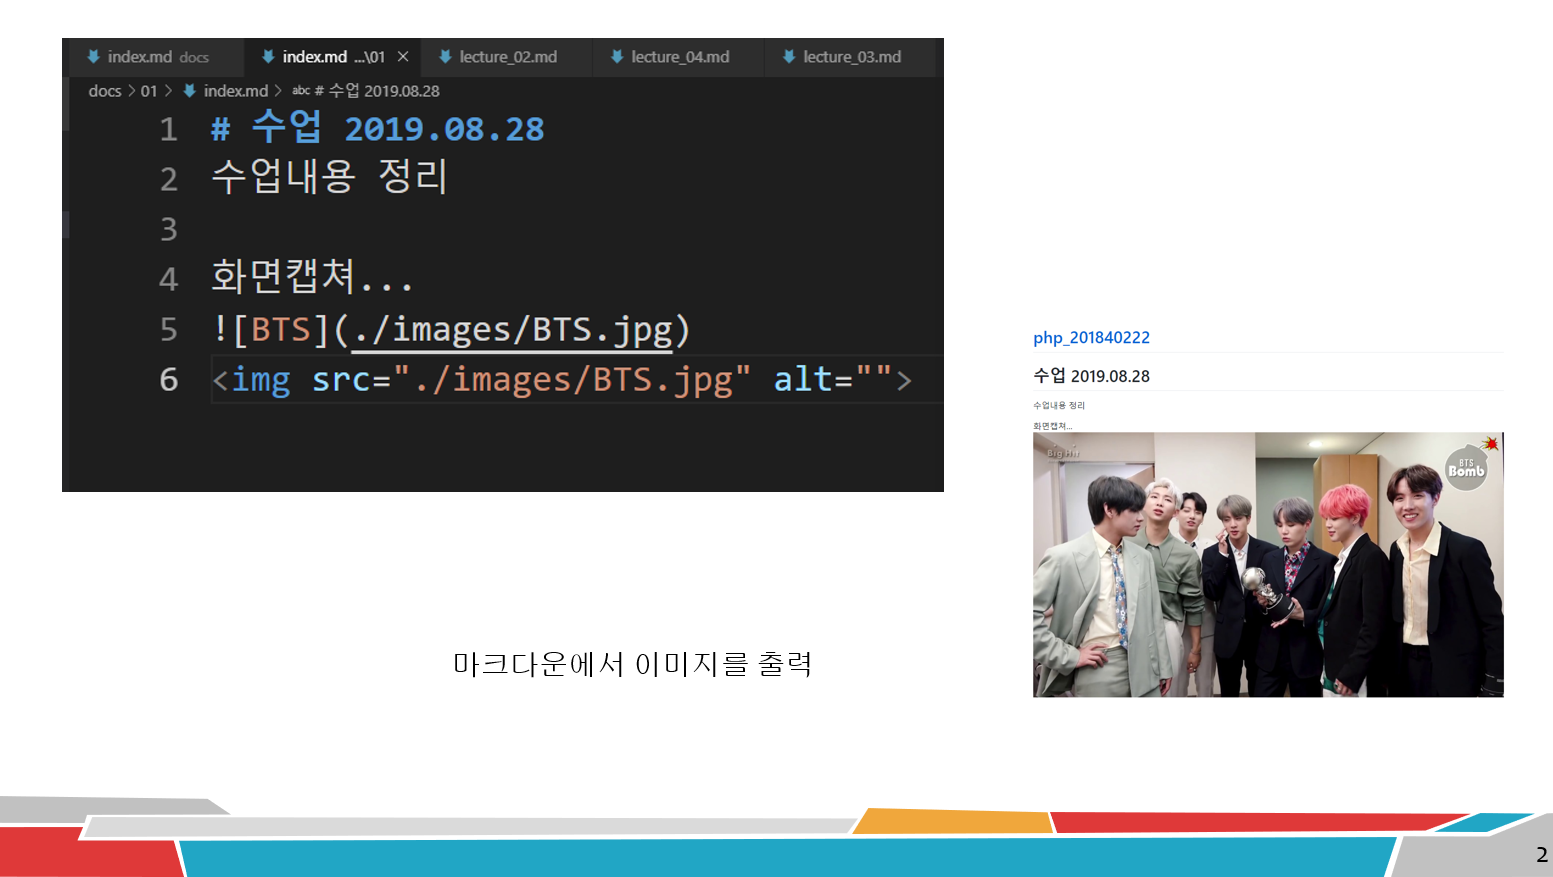 index.md docs
index.md ...\01
lecture_02.md
lecture_04.md
lecture_03.md
docs > 01 > index.md > abc # 수업 2019.08.28
1 # 수업 2019.08.28
2 수업내용 정리
3
4 화면캡쳐...
5 ![BTS](./images/BTS.jpg)
6 <img src="./images/BTS.jpg" alt="">
php_201840222
수업 2019.08.28
수업내용 정리
화면캡쳐...
Big Hit
BTS
Bomb
마크다운에서 이미지를 출력
2